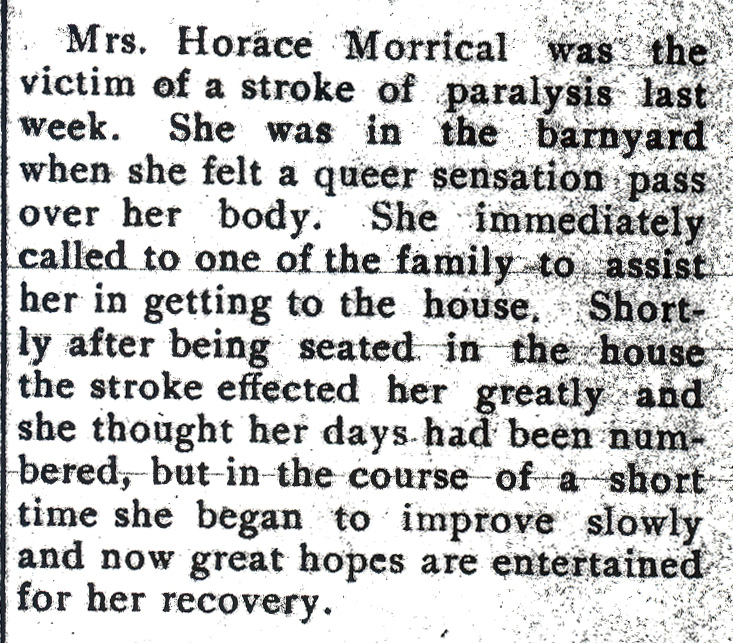 Mrs. Horace Morrical was the
victim of a stroke of paralysis last
week. She was in the barnyard
when she felt a queer sensation pass
over her body. She immediately
called to one of the family to assist
her in getting to the house. Short-
ly after being seated in the house
the stroke effected her greatly and
she thought her days had been num-
bered, but in the course of a short
time she began to improve slowly
and now great hopes are entertained
for her recovery.